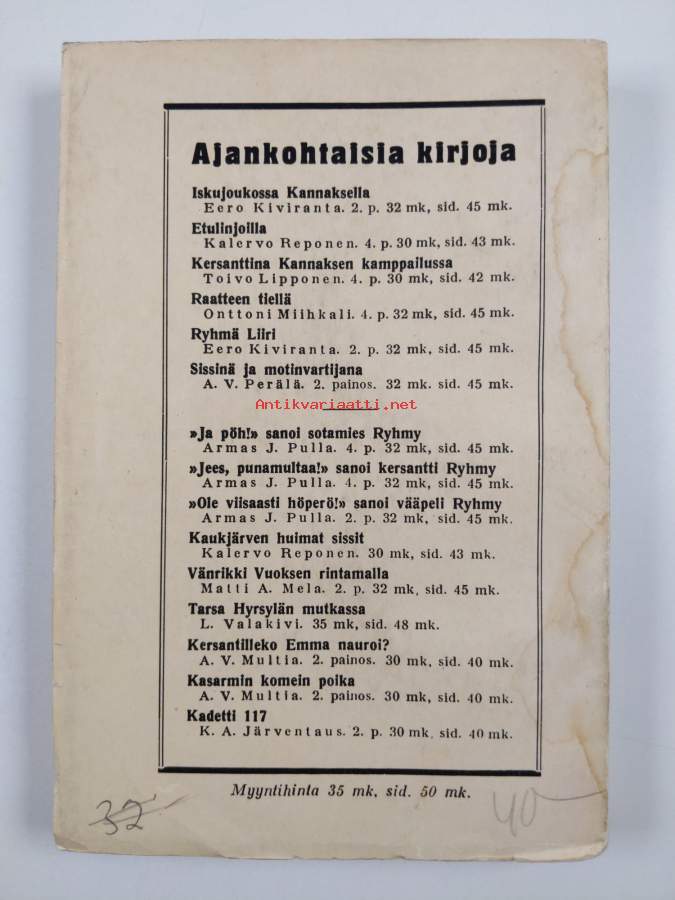 Ajankohtaisia kirjoja
Iskujoukossa Kannaksella
Eero Kiviranta. 2. p. 32 mk, sid. 45 mk.
Etulinjoilla
Kalervo Reponen. 4. p. 30 mk, sid. 43 mk.
Kersanttina Kannaksen kamppailussa
Toivo Lipponen. 4. p. 30 mk, sid. 42 mk.
Raatteen tiellä
Onttoni Miihkali. 4. p. 32 mk, sid. 45 mk.
Ryhmä Liiri
Eero Kiviranta. 2. p. 32 mk, sid. 45 mk.
Sissinä ja motinvartijana
A. V. Perälä. 2. painos. 32 mk. sid. 45 mk.
Antikvariaatti.net
»Ja pöh!» sanoi sotamies Ryhmy
Armas J. Pulla. 4. p. 32 mk, sid. 45 mk.
»Jees, punamultaa!» sanoi kersantti Ryhmy
Armas J. Pulla. 4. p. 32 mk, sid. 45 mk.
»Ole viisaasti höperö!» sanoi vääpeli Ryhmy
Armas J. Pulla. 2. p. 32 mk, sid. 45 mk.
Kaukjärven huimat sissit
Kalervo Reponen. 30 mk, sid. 43 mk.
Vänrikki Vuoksen rintamalla
Matti A. Mela. 2. p. 32 mk, sid. 45 mk.
Tarsa Hyrsylän mutkassa
L. Valakivi. 35 mk, sid. 48 mk.
Kersantilleko Emma nauroi?
A. V. Multia. 2. painos. 30 mk, sid. 40 mk.
Kasarmin komein poika
A. V. Multia. 2. painos. 30 mk, sid. 40 mk.
Kadetti 117
K. A. Järventaus. 2. p. 30 mk, sid. 40 mk.
Myyntihinta 35 mk, sid. 50 mk.
32
40